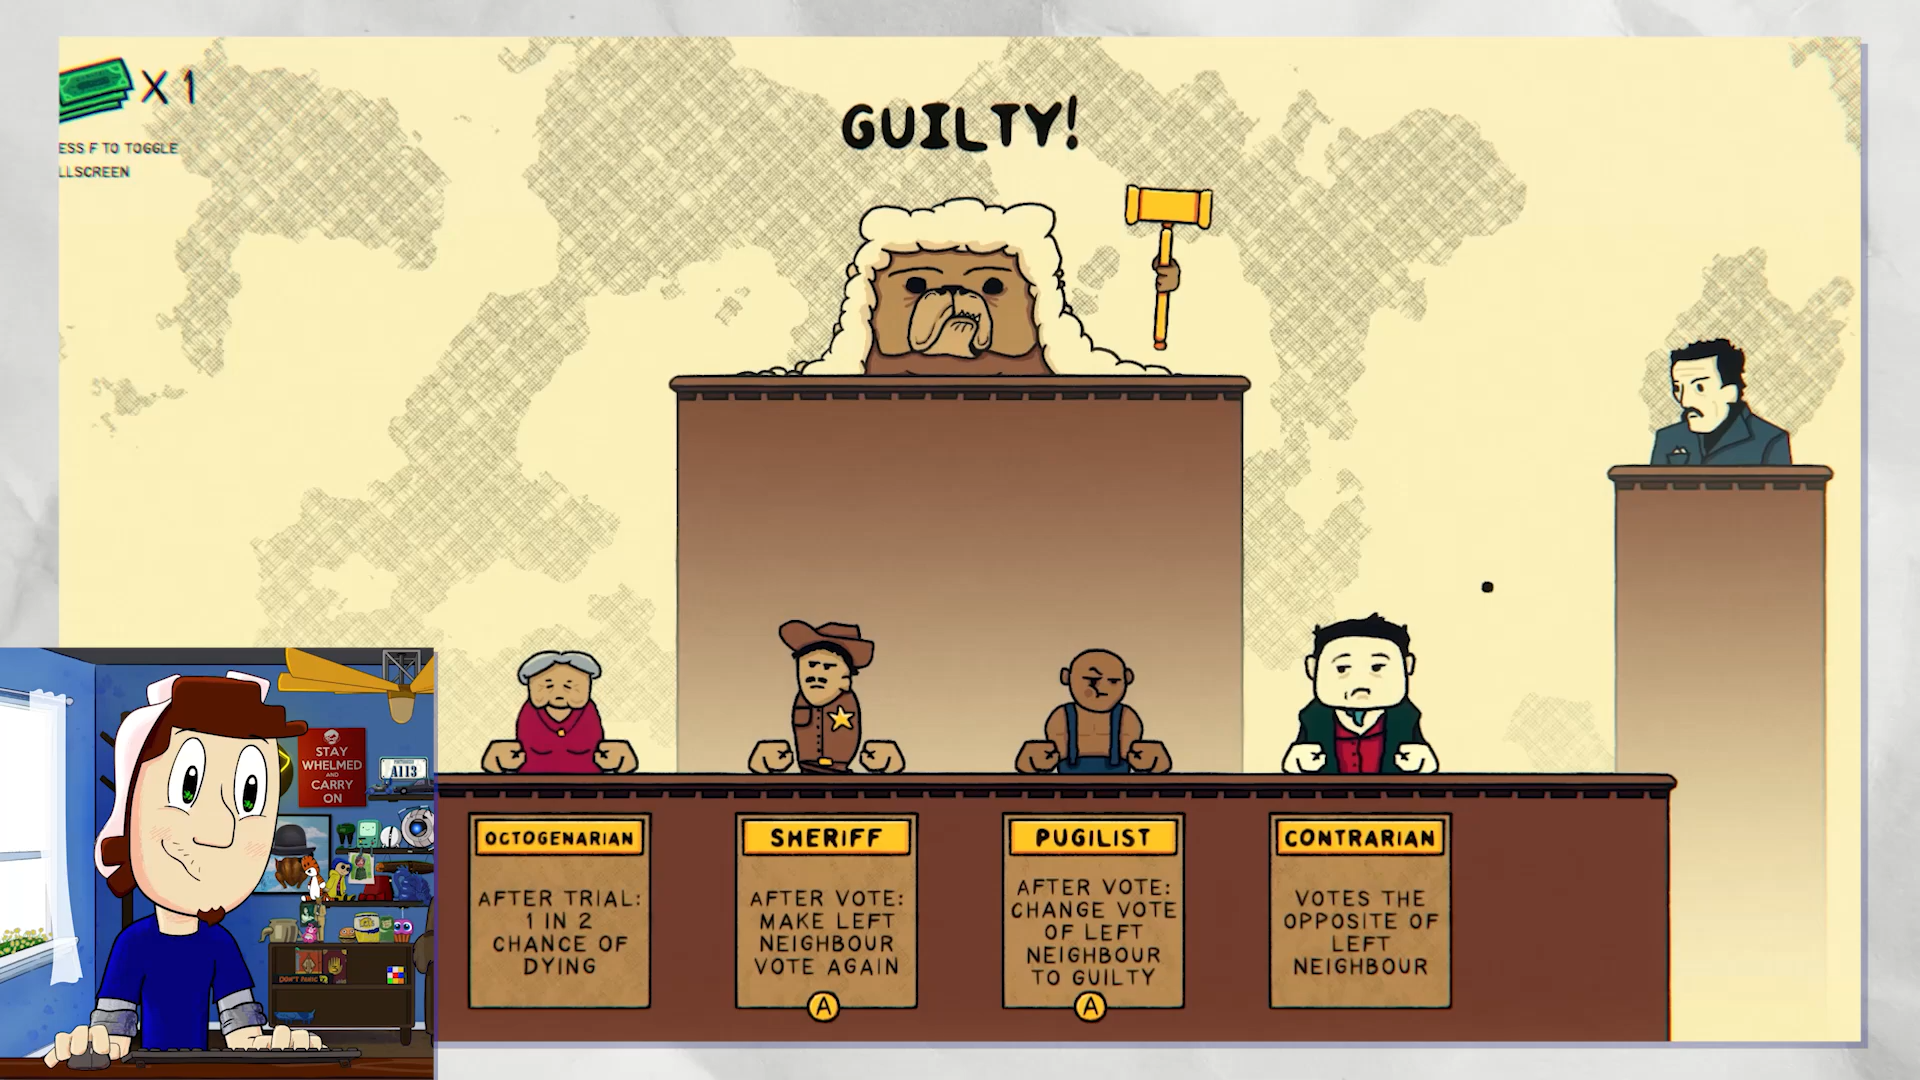 X 1
ESS F TO TOGGLE
LLSCREEN
GUILTY!
STAY
WHELMED
AND
CARRY
ON
A113
DON'T PANIC
OCTOGENARIAN
AFTER TRIAL:
1 IN 2
CHANCE OF
DYING
SHERIFF
AFTER VOTE:
MAKE LEFT
NEIGHBOUR
VOTE AGAIN
A
PUGILIST
AFTER VOTE:
CHANGE VOTE
OF LEFT
NEIGHBOUR
TO GUILTY
A
CONTRARIAN
VOTES THE
OPPOSITE OF
LEFT
NEIGHBOUR